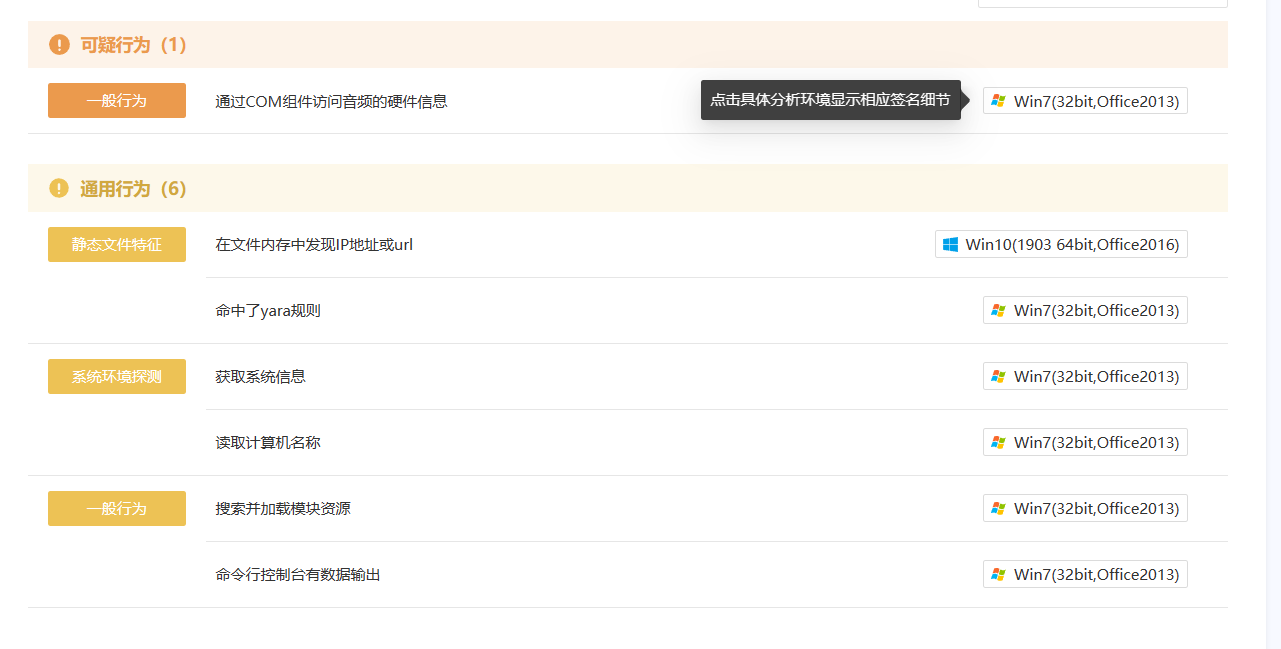 可疑行为（1）
一般行为 通过COM组件访问音频的硬件信息 点击具体分析环境显示相应签名细节 Win7(32bit,Office2013)
通用行为（6）
静态文件特征 在文件内存中发现IP地址或url Win10(1903 64bit,Office2016)
命中了yara规则 Win7(32bit,Office2013)
系统环境探测 获取系统信息 Win7(32bit,Office2013)
读取计算机名称 Win7(32bit,Office2013)
一般行为 搜索并加载模块资源 Win7(32bit,Office2013)
命令行控制台有数据输出 Win7(32bit,Office2013)